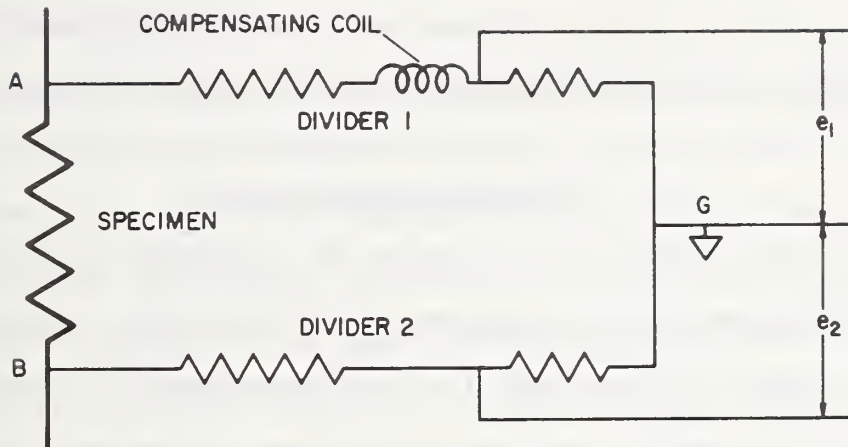 COMPENSATING COIL
A
DIVIDER 1
e1
SPECIMEN
G
DIVIDER 2
e2
B